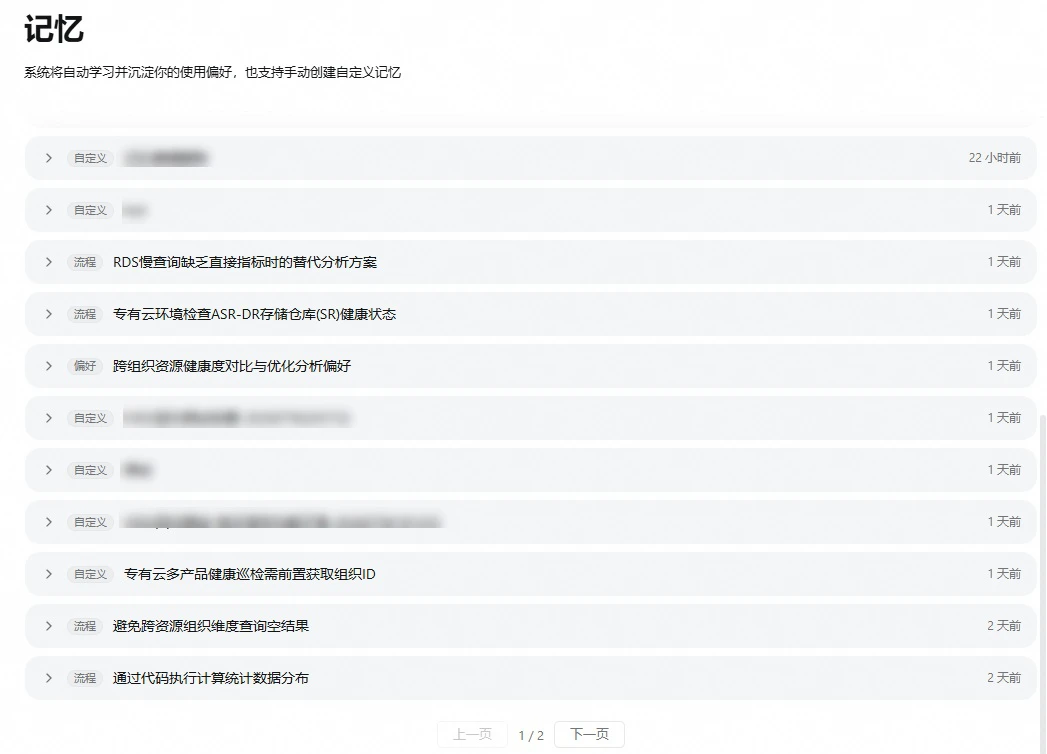 记忆
系统将自动学习并沉淀你的使用偏好，也支持手动创建自定义记忆
自定义 22 小时前
自定义 1 天前
流程 RDS慢查询缺乏直接指标时的替代分析方案 1 天前
流程 专有云环境检查ASR-DR存储仓库(SR)健康状态 1 天前
偏好 跨组织资源健康度对比与优化分析偏好 1 天前
自定义 1 天前
自定义 1 天前
自定义 1 天前
自定义 专有云多产品健康巡检需前置获取组织ID 1 天前
流程 避免跨资源组织维度查询空结果 2 天前
流程 通过代码执行计算统计数据分布 2 天前
上一页 1 / 2 下一页